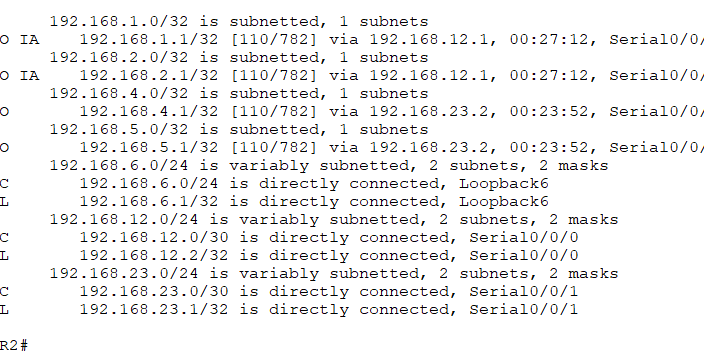 192.168.1.0/32 is subnetted, 1 subnets
O IA    192.168.1.1/32 [110/782] via 192.168.12.1, 00:27:12, Serial0/0/
     192.168.2.0/32 is subnetted, 1 subnets
O IA    192.168.2.1/32 [110/782] via 192.168.12.1, 00:27:12, Serial0/0/
     192.168.4.0/32 is subnetted, 1 subnets
O       192.168.4.1/32 [110/782] via 192.168.23.2, 00:23:52, Serial0/0/
     192.168.5.0/32 is subnetted, 1 subnets
O       192.168.5.1/32 [110/782] via 192.168.23.2, 00:23:52, Serial0/0/
     192.168.6.0/24 is variably subnetted, 2 subnets, 2 masks
C       192.168.6.0/24 is directly connected, Loopback6
L       192.168.6.1/32 is directly connected, Loopback6
     192.168.12.0/24 is variably subnetted, 2 subnets, 2 masks
C       192.168.12.0/30 is directly connected, Serial0/0/0
L       192.168.12.2/32 is directly connected, Serial0/0/0
     192.168.23.0/24 is variably subnetted, 2 subnets, 2 masks
C       192.168.23.0/30 is directly connected, Serial0/0/1
L       192.168.23.1/32 is directly connected, Serial0/0/1
R2#